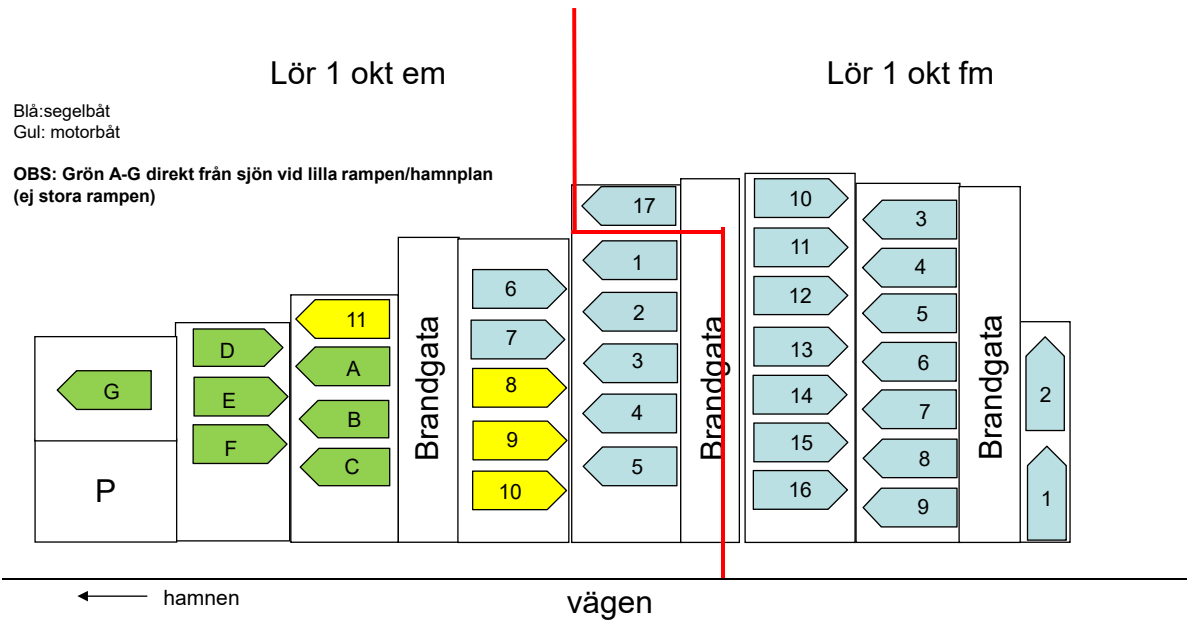 Lör 1 okt em
Lör 1 okt fm
Blå:segelbåt
Gul: motorbåt
OBS: Grön A-G direkt från sjön vid lilla rampen/hamnplan
(ej stora rampen)
G
P
D
E
F
11
A
B
C
Brandgata
6
7
8
9
10
17
1
2
3
4
5
Brandgata
10
11
12
13
14
15
16
3
4
5
6
7
8
9
Brandgata
2
1
hamnen
vägen